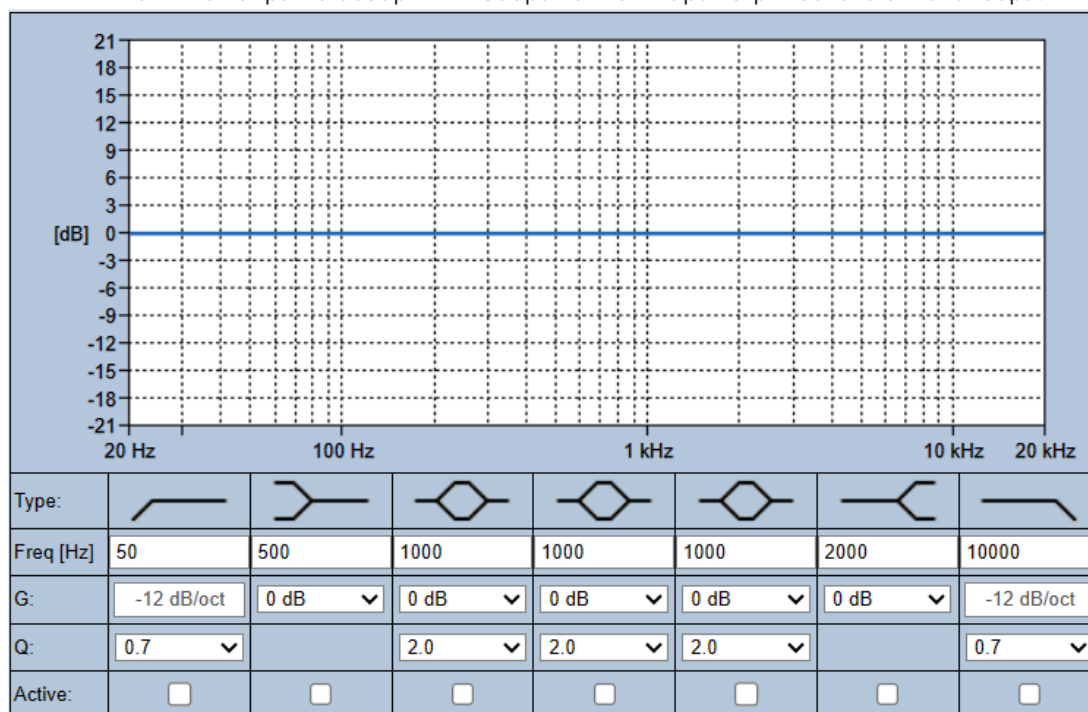 21
18
15
12
9
6
3
[dB] 0
-3
-6
-9
-12
-15
-18
-21
20 Hz 100 Hz 1 kHz 10 kHz 20 kHz
Type:
Freq [Hz] 50 500 1000 1000 1000 2000 10000
G: -12 dB/oct 0 dB 0 dB 0 dB 0 dB 0 dB -12 dB/oct
Q: 0.7 2.0 2.0 2.0 0.7
Active: